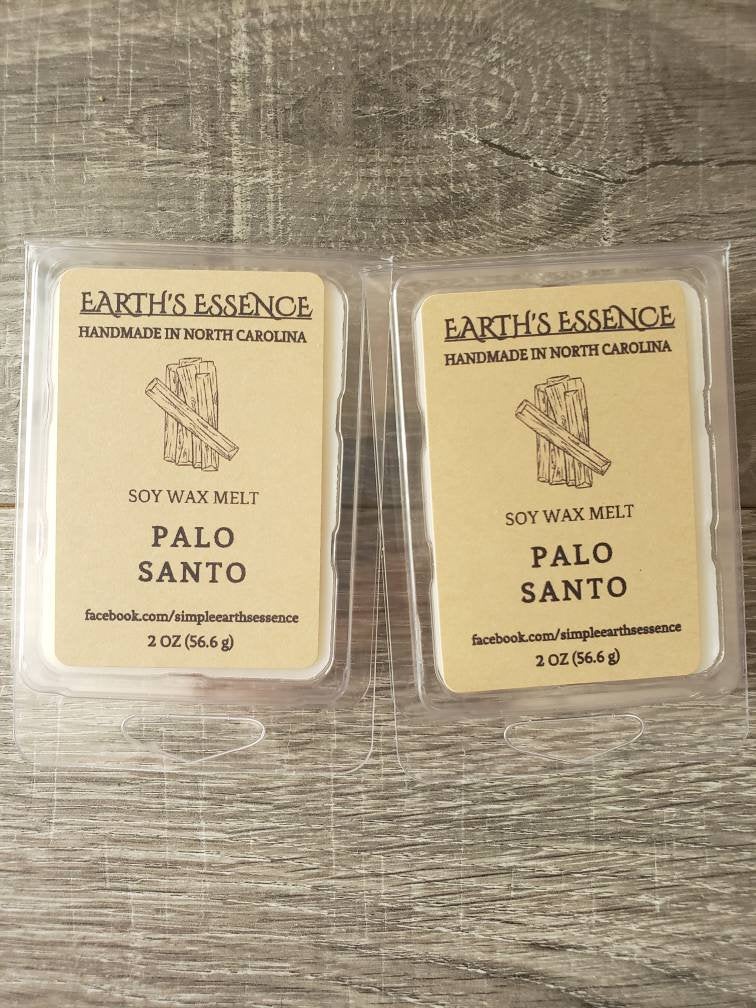 EARTH'S ESSENCE
HANDMADE IN NORTH CAROLINA
SOY WAX MELT
PALO
SANTO
facebook.com/simpleearthsessence
2 OZ (56.6 g)
EARTH'S ESSENCE
HANDMADE IN NORTH CAROLINA
SOY WAX MELT
PALO
SANTO
facebook.com/simpleearthsessence
2 OZ (56.6 g)